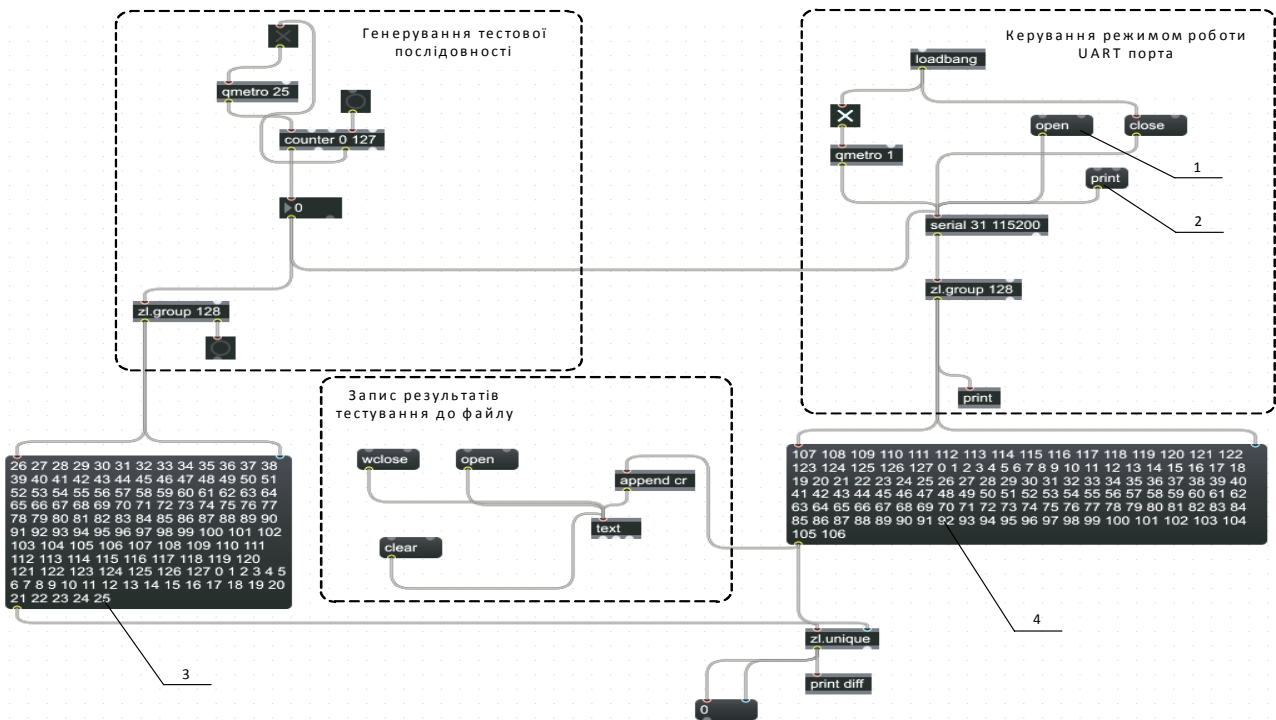 Генерування тестової
послідовності
qmetro 25
counter 0 127
0
zl.group 128
Керування режимом роботи
UART порта
loadbang
open
close
qmetro 1
print
1
2
serial 31 115200
zl.group 128
print
Запис результатів
тестування до файлу
wclose
open
append cr
text
clear
26 27 28 29 30 31 32 33 34 35 36 37 38
39 40 41 42 43 44 45 46 47 48 49 50 51
52 53 54 55 56 57 58 59 60 61 62 63 64
65 66 67 68 69 70 71 72 73 74 75 76 77
78 79 80 81 82 83 84 85 86 87 88 89 90
91 92 93 94 95 96 97 98 99 100 101 102
103 104 105 106 107 108 109 110 111
112 113 114 115 116 117 118 119 120
121 122 123 124 125 126 127 0 1 2 3 4 5
6 7 8 9 10 11 12 13 14 15 16 17 18 19 20
21 22 23 24 25
3
107 108 109 110 111 112 113 114 115 116 117 118 119 120 121 122
123 124 125 126 127 0 1 2 3 4 5 6 7 8 9 10 11 12 13 14 15 16 17 18
19 20 21 22 23 24 25 26 27 28 29 30 31 32 33 34 35 36 37 38 39 40
41 42 43 44 45 46 47 48 49 50 51 52 53 54 55 56 57 58 59 60 61 62
63 64 65 66 67 68 69 70 71 72 73 74 75 76 77 78 79 80 81 82 83 84
85 86 87 88 89 90 91 92 93 94 95 96 97 98 99 100 101 102 103 104
105 106
4
zl.unique
print diff
0